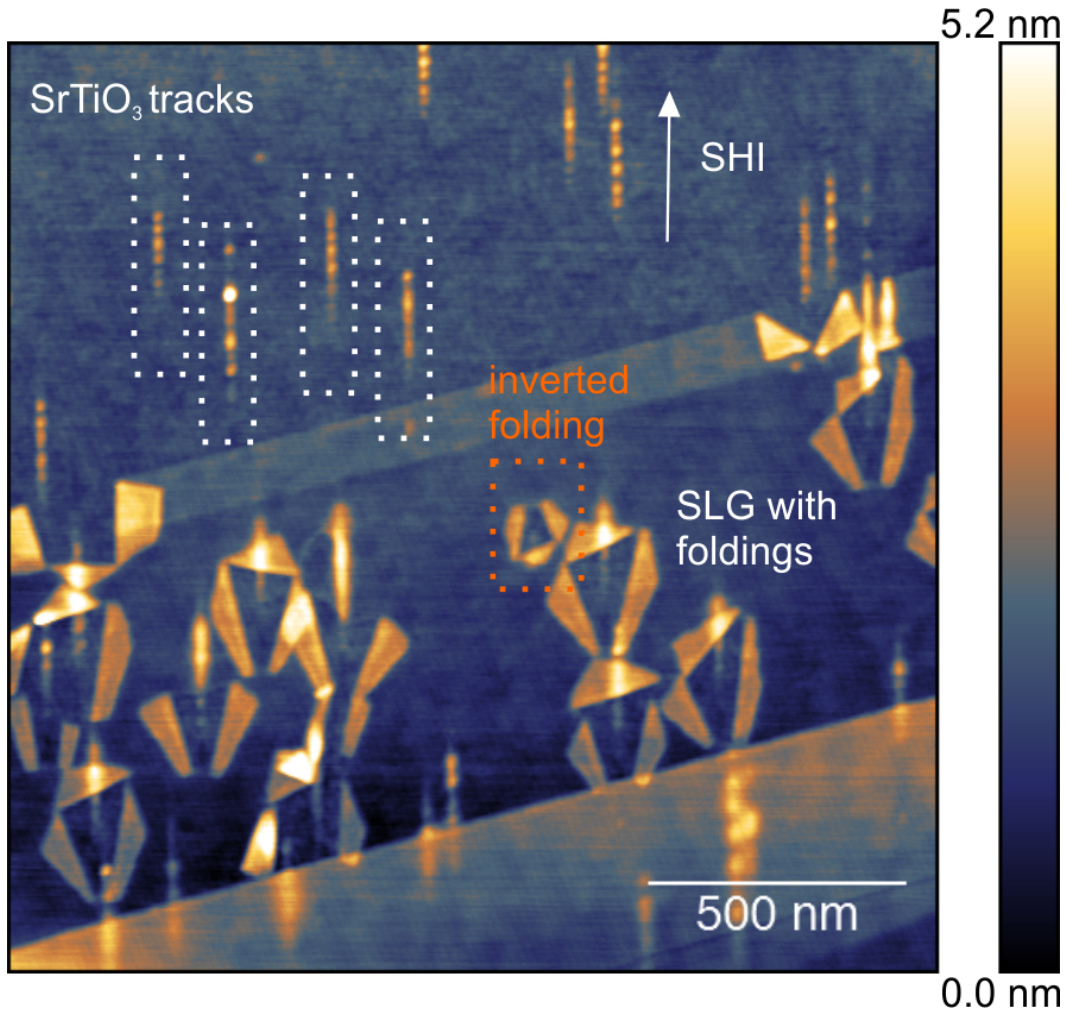 5.2 nm
SrTiO₃ tracks
SHI
inverted
folding
SLG with
foldings
500 nm
0.0 nm